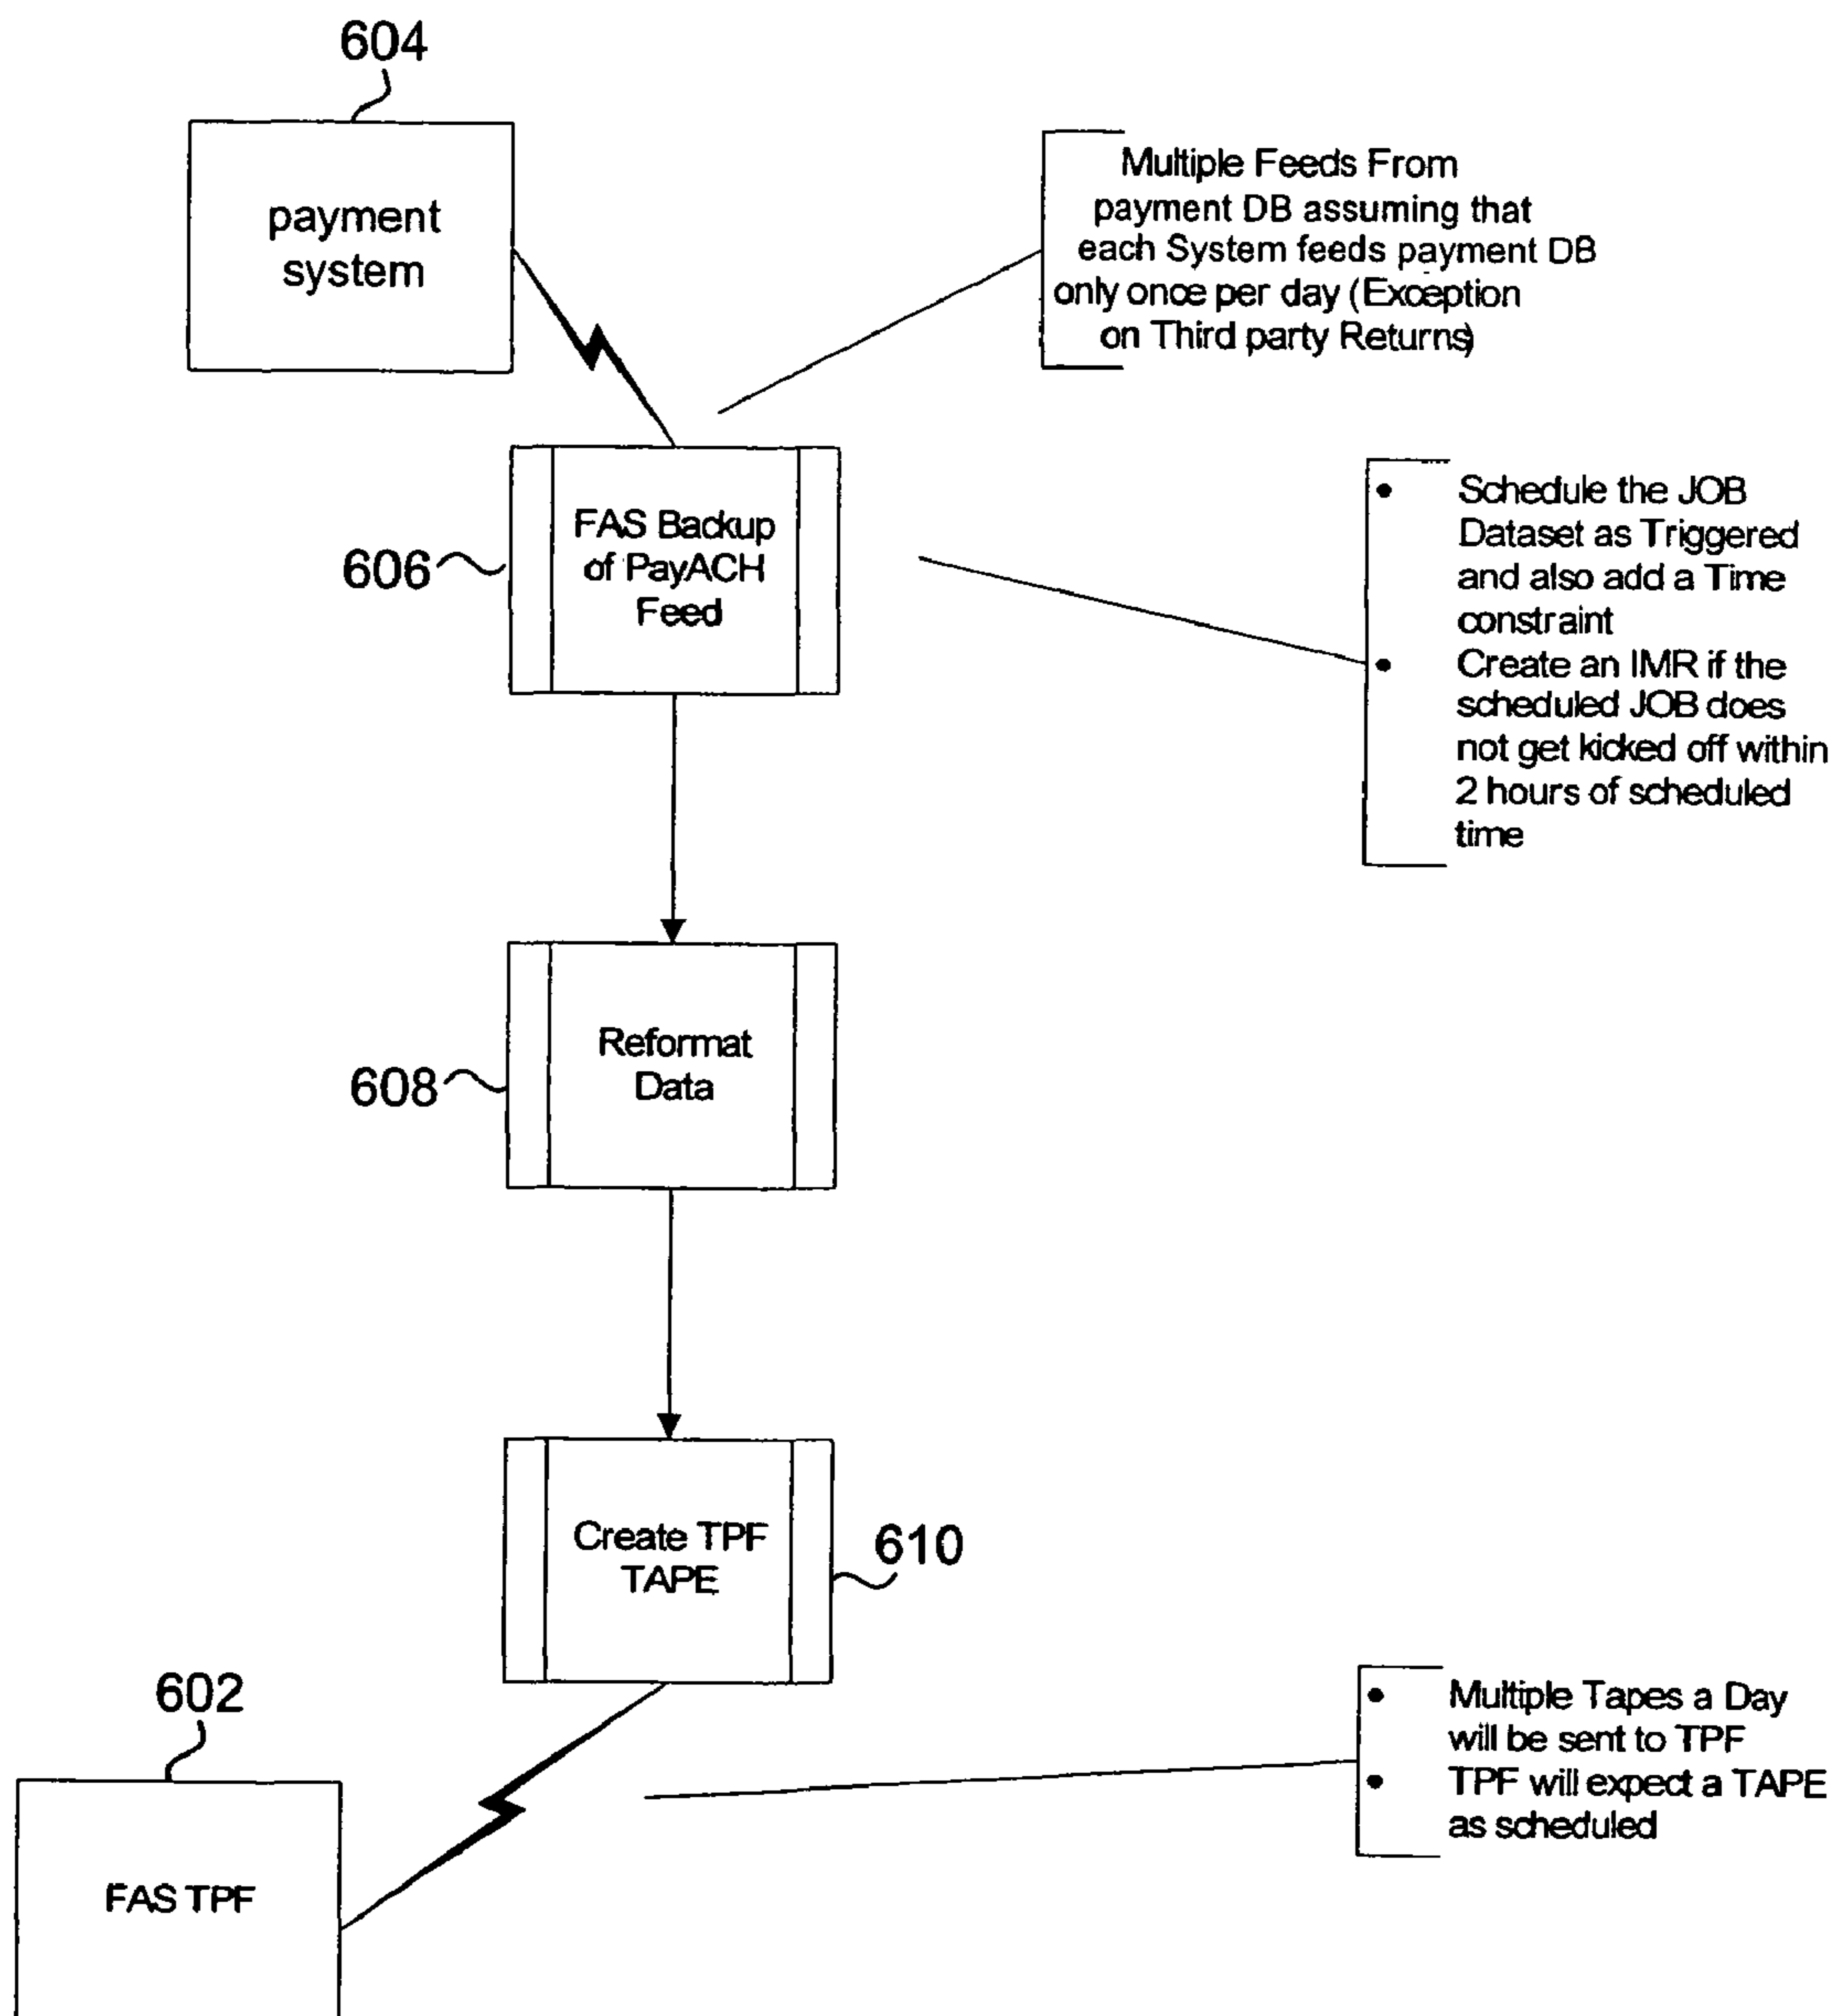 604
payment
system
Multiple Feeds From
payment DB assuming that
each System feeds payment DB
only once per day (Exception
on Third party Returns)
606
FAS Backup
of PayACH
Feed
• Schedule the JOB
Dataset as Triggered
and also add a Time
constraint
• Create an IMR if the
scheduled JOB does
not get kicked off within
2 hours of scheduled
time
608
Reformat
Data
Create TPF
TAPE
610
602
FAS TPF
• Multiple Tapes a Day
will be sent to TPF
• TPF will expect a TAPE
as scheduled